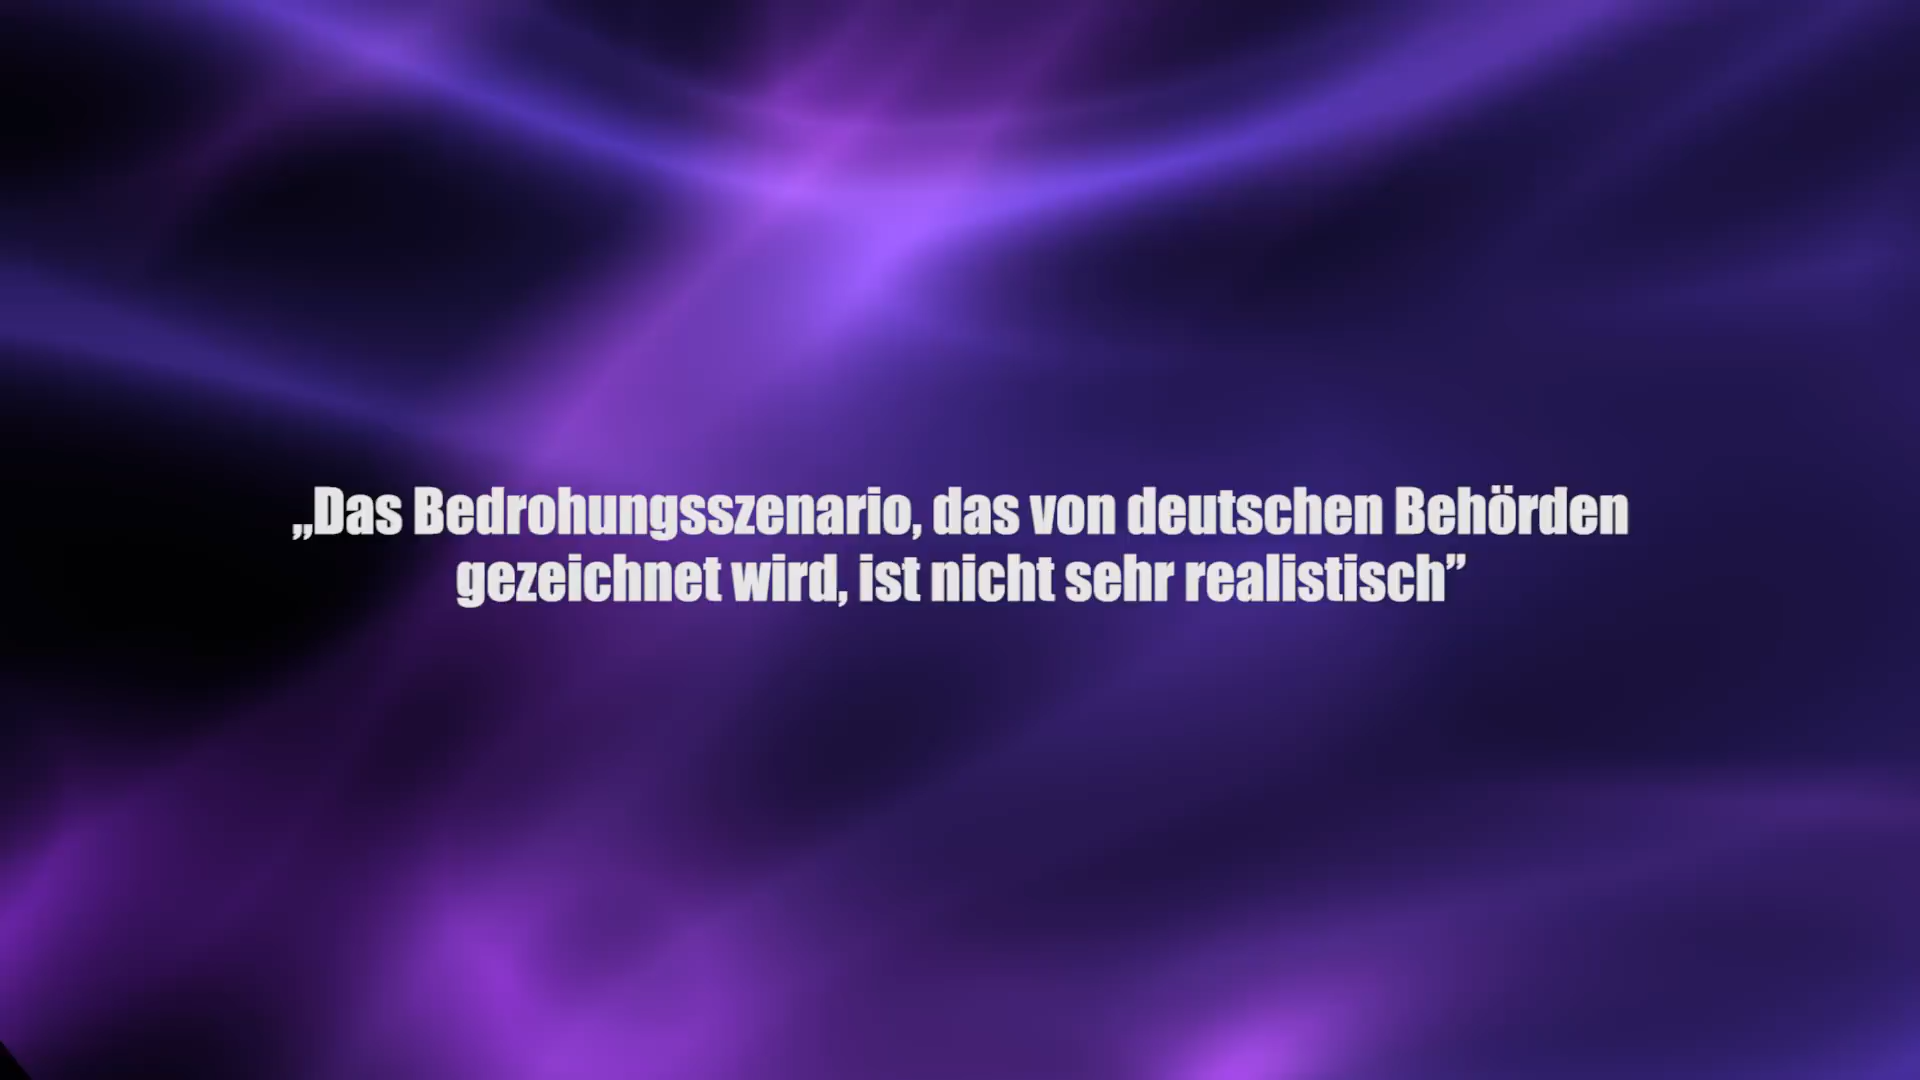 „Das Bedrohungsszenario, das von deutschen Behörden
gezeichnet wird, ist nicht sehr realistisch”